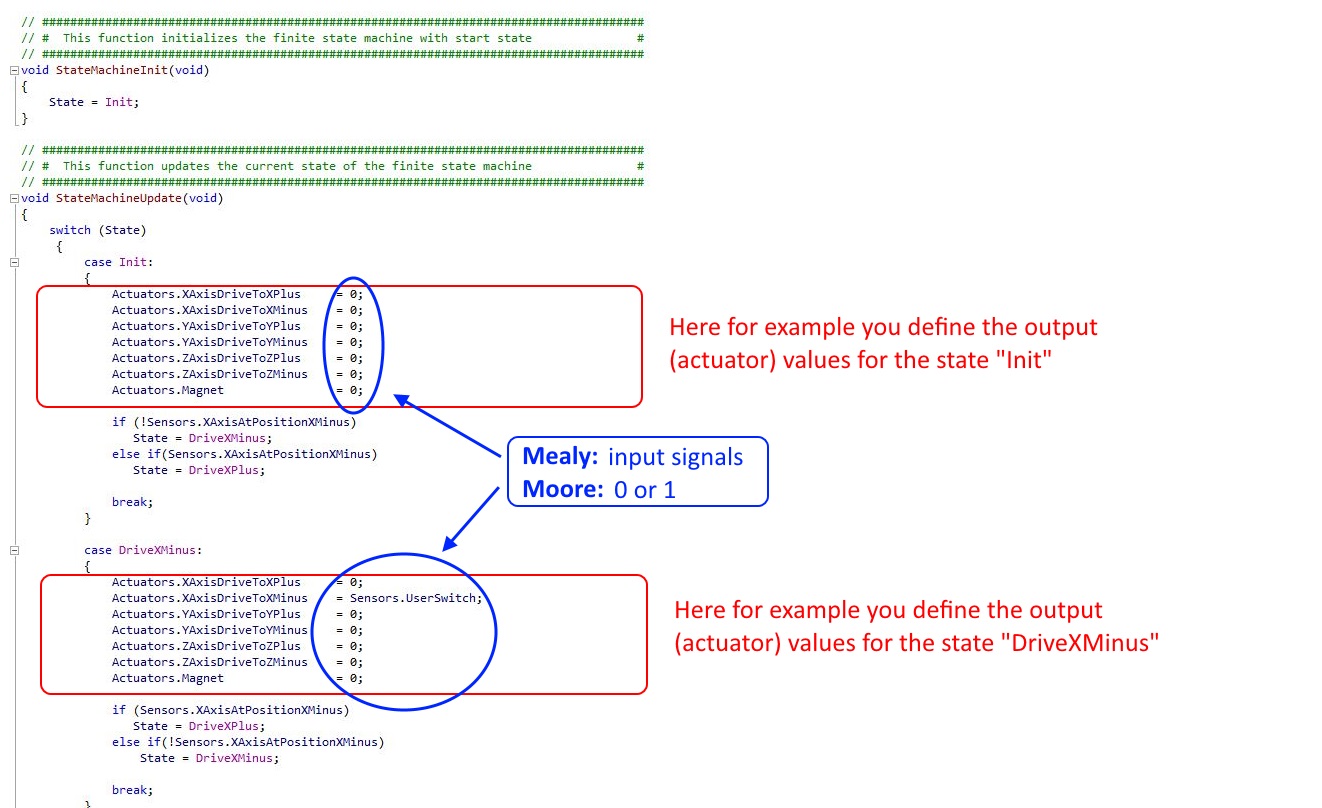 // ##########################################################################################
// #  This function initializes the finite state machine with start state               #
// ##########################################################################################
void StateMachineInit(void)
{
    State = Init;
}
// ##########################################################################################
// #  This function updates the current state of the finite state machine               #
// ##########################################################################################
void StateMachineUpdate(void)
{
    switch (State)
     {
         case Init:
         {
             Actuators.XAxisDriveToXPlus     = 0;
             Actuators.XAxisDriveToXMinus    = 0;
             Actuators.YAxisDriveToYPlus     = 0;
             Actuators.YAxisDriveToYMinus    = 0;
             Actuators.ZAxisDriveToZPlus     = 0;
             Actuators.ZAxisDriveToZMinus    = 0;
             Actuators.Magnet                = 0;
Here for example you define the output
(actuator) values for the state "Init"
             if (!Sensors.XAxisAtPositionXMinus)
                State = DriveXMinus;
             else if(Sensors.XAxisAtPositionXMinus)
                State = DriveXPlus;
             break;
         }
Mealy: input signals
Moore: 0 or 1
         case DriveXMinus:
         {
             Actuators.XAxisDriveToXPlus     = 0;
             Actuators.XAxisDriveToXMinus    = Sensors.UserSwitch;
             Actuators.YAxisDriveToYPlus     = 0;
             Actuators.YAxisDriveToYMinus    = 0;
             Actuators.ZAxisDriveToZPlus     = 0;
             Actuators.ZAxisDriveToZMinus    = 0;
             Actuators.Magnet                = 0;
Here for example you define the output
(actuator) values for the state "DriveXMinus"
             if (Sensors.XAxisAtPositionXMinus)
                State = DriveXPlus;
             else if(!Sensors.XAxisAtPositionXMinus)
                 State = DriveXMinus;
             break;
         }